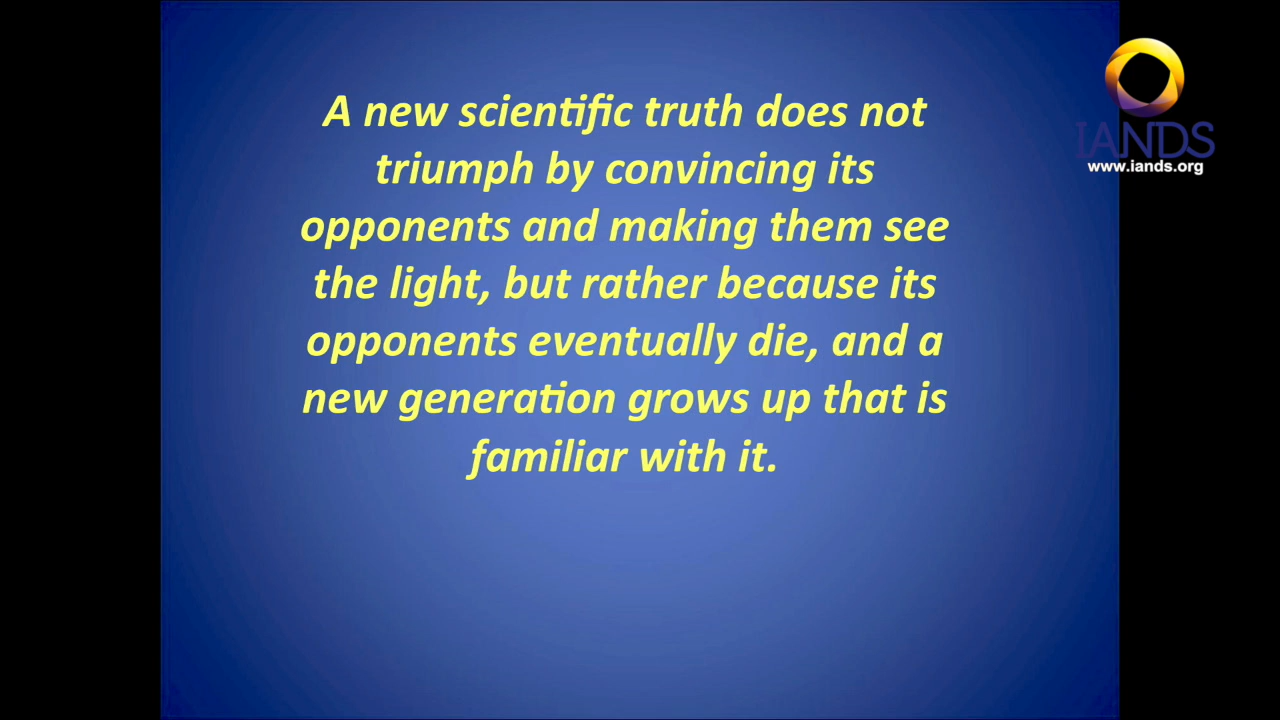 A new scientific truth does not
triumph by convincing its
opponents and making them see
the light, but rather because its
opponents eventually die, and a
new generation grows up that is
familiar with it.
IANDS
www.iands.org